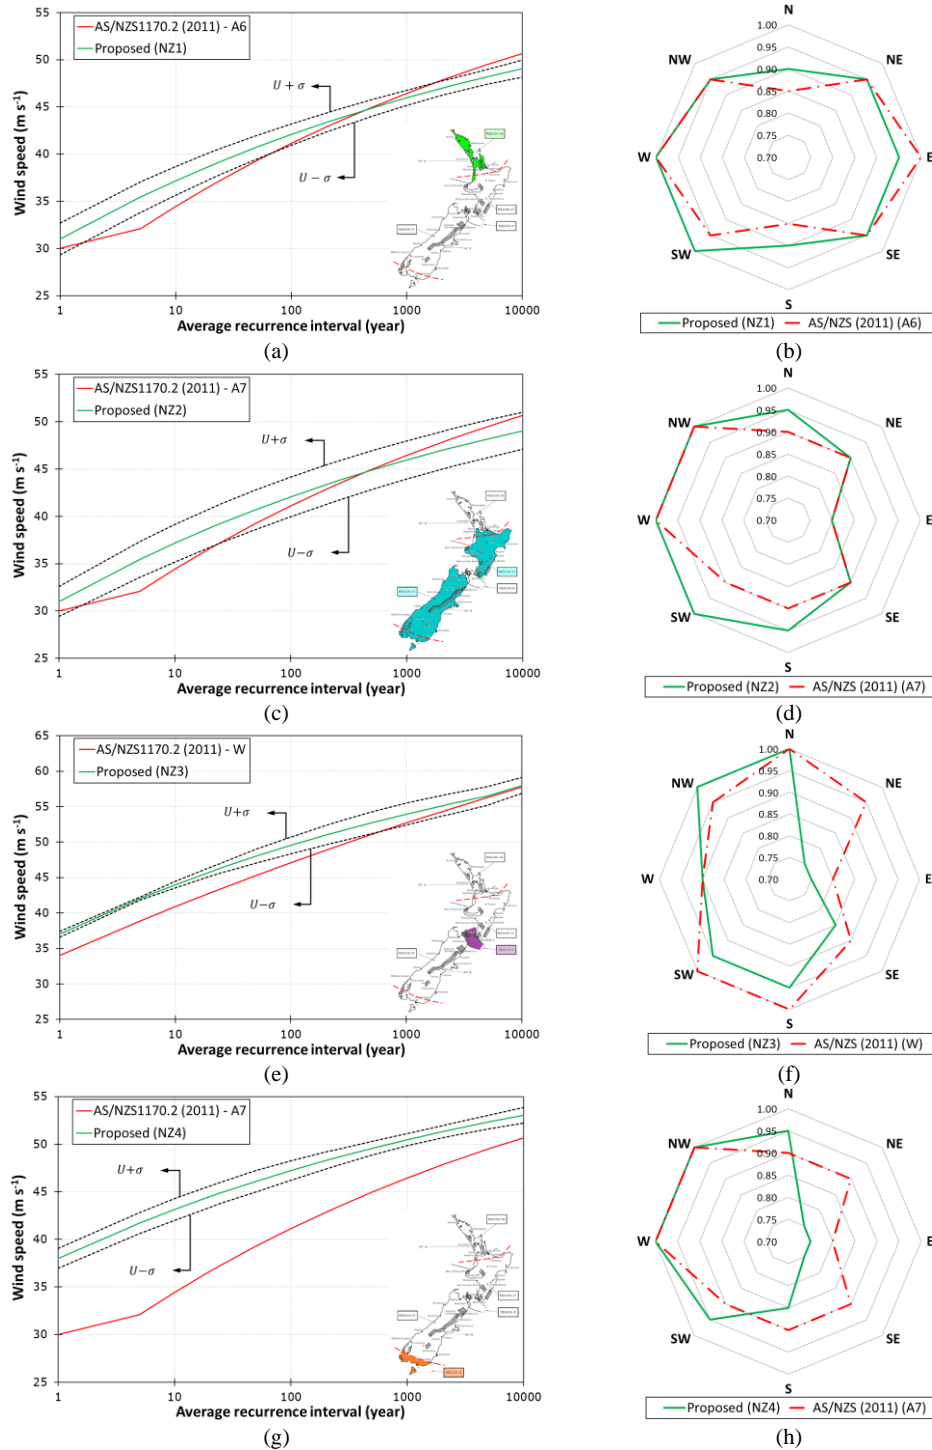 55
50
45
40
35
30
25
Wind speed (m s⁻¹)
AS/NZS1170.2 (2011) - A6
Proposed (NZ1)
U + σ
U − σ
1
10
100
1000
10000
Average recurrence interval (year)
(a)
N
NE
E
SE
S
SW
W
NW
1.00
0.95
0.90
0.85
0.80
0.75
0.70
Proposed (NZ1)
AS/NZS (2011) (A6)
(b)
55
50
45
40
35
30
25
Wind speed (m s⁻¹)
AS/NZS1170.2 (2011) - A7
Proposed (NZ2)
U+σ
U−σ
1
10
100
1000
10000
Average recurrence interval (year)
(c)
N
NE
E
SE
S
SW
W
NW
1.00
0.95
0.90
0.85
0.80
0.75
0.70
Proposed (NZ2)
AS/NZS (2011) (A7)
(d)
65
60
55
50
45
40
35
30
25
Wind speed (m s⁻¹)
AS/NZS1170.2 (2011) - W
Proposed (NZ3)
U+σ
U−σ
1
10
100
1000
10000
Average recurrence interval (year)
(e)
N
NE
E
SE
S
SW
W
NW
1.00
0.95
0.90
0.85
0.80
0.75
0.70
Proposed (NZ3)
AS/NZS (2011) (W)
(f)
55
50
45
40
35
30
25
Wind speed (m s⁻¹)
AS/NZS1170.2 (2011) - A7
Proposed (NZ4)
U+σ
U−σ
1
10
100
1000
10000
Average recurrence interval (year)
(g)
N
NE
E
SE
S
SW
W
NW
1.00
0.95
0.90
0.85
0.80
0.75
0.70
Proposed (NZ4)
AS/NZS (2011) (A7)
(h)